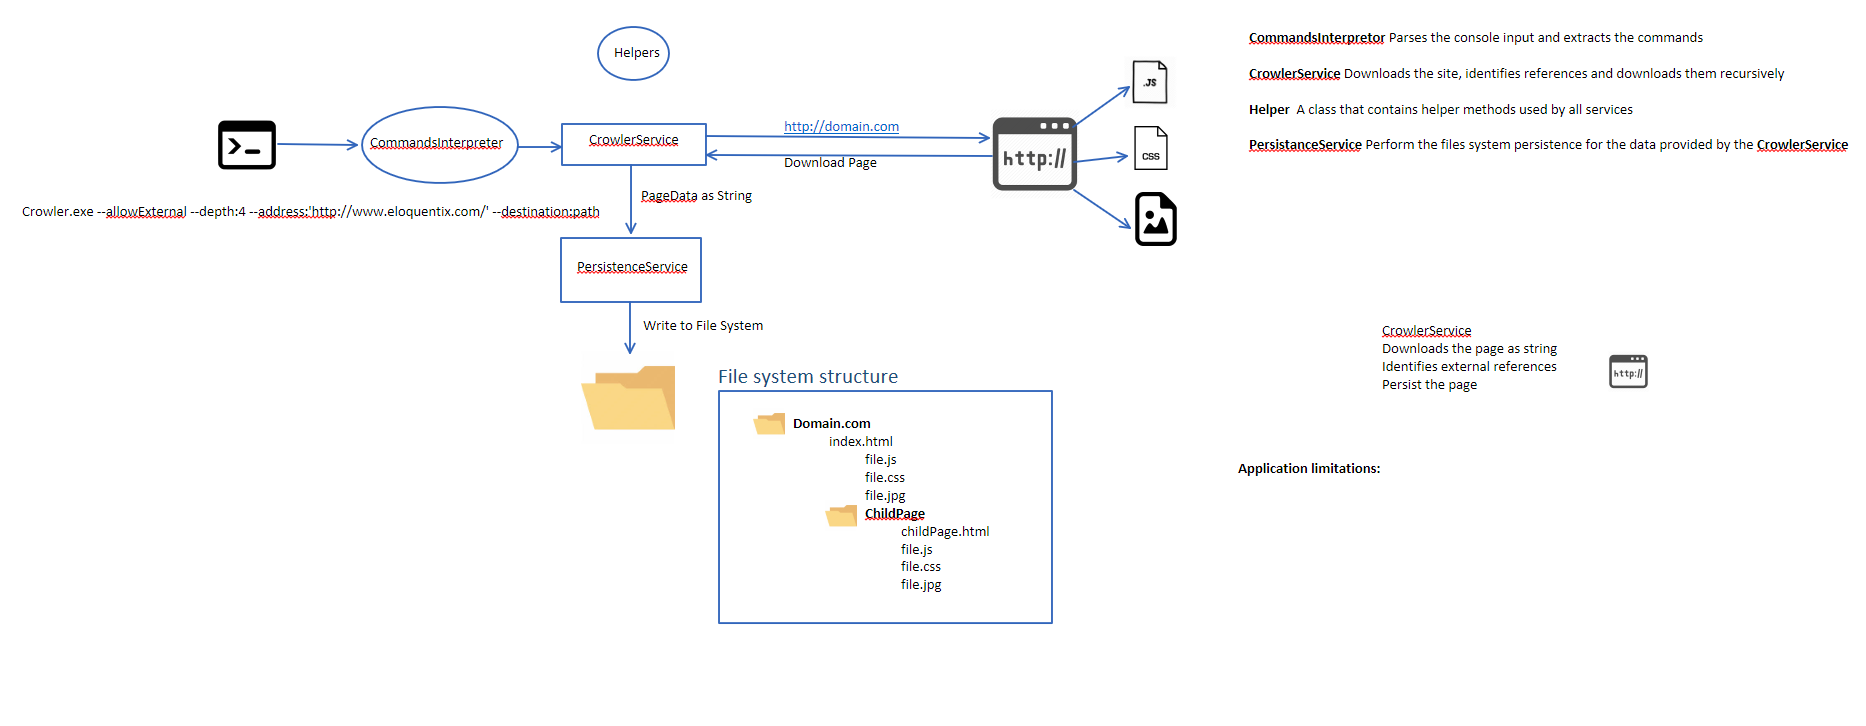 Helpers
CommandsInterpretor Parses the console input and extracts the commands
CrowlerService Downloads the site, identifies references and downloads them recursively
Helper  A class that contains helper methods used by all services
PersistanceService Perform the files system persistence for the data provided by the CrowlerService
.JS
CommandsInterpreter
CrowlerService
http://domain.com
Download Page
http://
CSS
PageData as String
Crowler.exe --allowExternal --depth:4 --address:'http://www.eloquentix.com/' --destination:path
PersistenceService
Write to File System
CrowlerService
Downloads the page as string
Identifies external references
Persist the page
http://
File system structure
Domain.com
index.html
file.js
file.css
file.jpg
ChildPage
childPage.html
file.js
file.css
file.jpg
Application limitations: